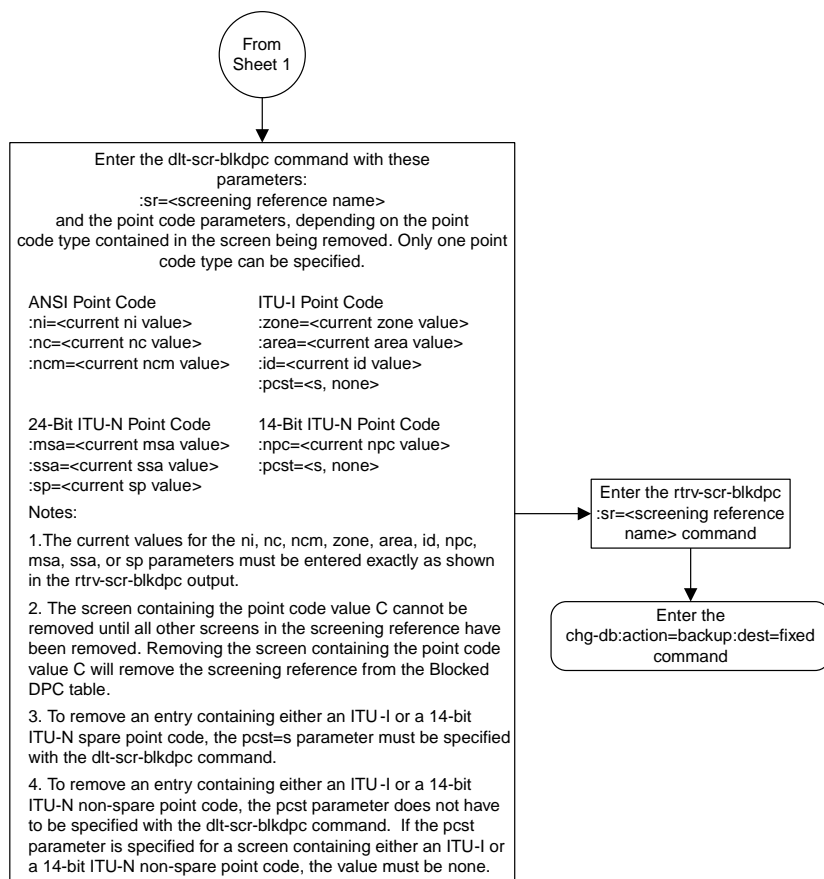 From
Sheet 1
Enter the dlt-scr-blkdpc command with these
parameters:
:sr=<screening reference name>
and the point code parameters, depending on the point
code type contained in the screen being removed. Only one point
code type can be specified.
ANSI Point Code
:ni=<current ni value>
:nc=<current nc value>
:ncm=<current ncm value>
ITU-I Point Code
:zone=<current zone value>
:area=<current area value>
:id=<current id value>
:pcst=<s, none>
24-Bit ITU-N Point Code
:msa=<current msa value>
:ssa=<current ssa value>
:sp=<current sp value>
14-Bit ITU-N Point Code
:npc=<current npc value>
:pcst=<s, none>
Notes:
1.The current values for the ni, nc, ncm, zone, area, id, npc,
msa, ssa, or sp parameters must be entered exactly as shown
in the rtrv-scr-blkdpc output.
2. The screen containing the point code value C cannot be
removed until all other screens in the screening reference have
been removed. Removing the screen containing the point code
value C will remove the screening reference from the Blocked
DPC table.
3. To remove an entry containing either an ITU-I or a 14-bit
ITU-N spare point code, the pcst=s parameter must be specified
with the dlt-scr-blkdpc command.
4. To remove an entry containing either an ITU-I or a 14-bit
ITU-N non-spare point code, the pcst parameter does not have
to be specified with the dlt-scr-blkdpc command. If the pcst
parameter is specified for a screen containing either an ITU-I or
a 14-bit ITU-N non-spare point code, the value must be none.
Enter the rtrv-scr-blkdpc
:sr=<screening reference
name> command
Enter the
chg-db:action=backup:dest=fixed
command